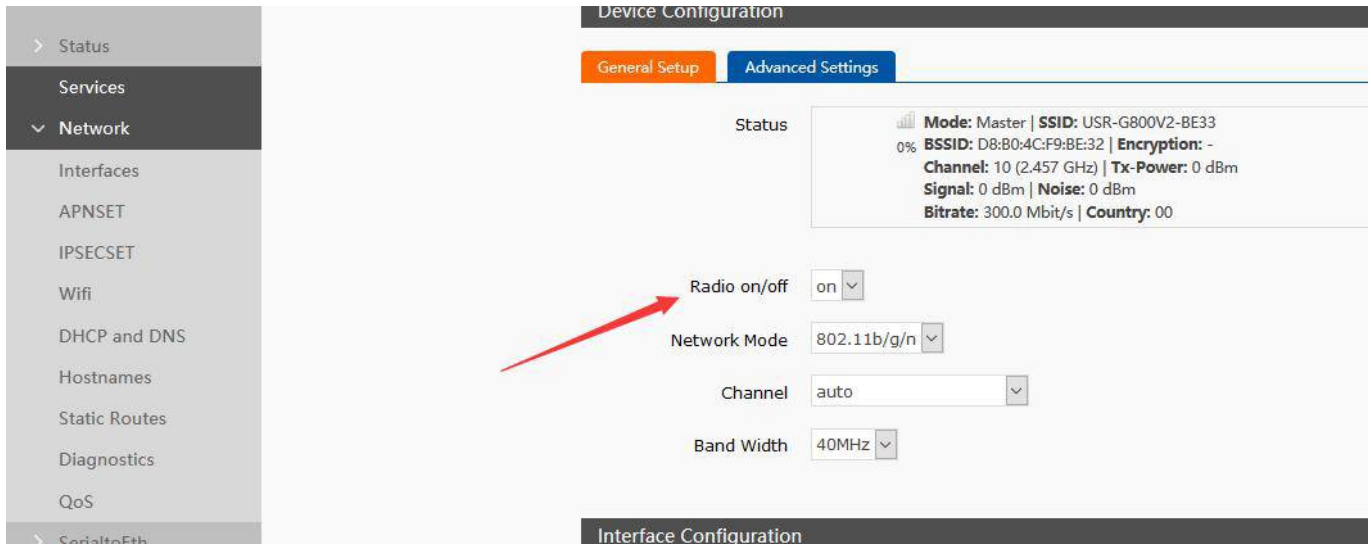 Device Configuration
Status
Services
Network
Interfaces
APNSET
IPSECSET
Wifi
DHCP and DNS
Hostnames
Static Routes
Diagnostics
QoS
SerialtoEth
General Setup
Advanced Settings
Status
Mode: Master | SSID: USR-G800V2-BE33
0% BSSID: D8:B0:4C:F9:BE:32 | Encryption: -
Channel: 10 (2.457 GHz) | Tx-Power: 0 dBm
Signal: 0 dBm | Noise: 0 dBm
Bitrate: 300.0 Mbit/s | Country: 00
Radio on/off on
Network Mode 802.11b/g/n
Channel auto
Band Width 40MHz
Interface Configuration